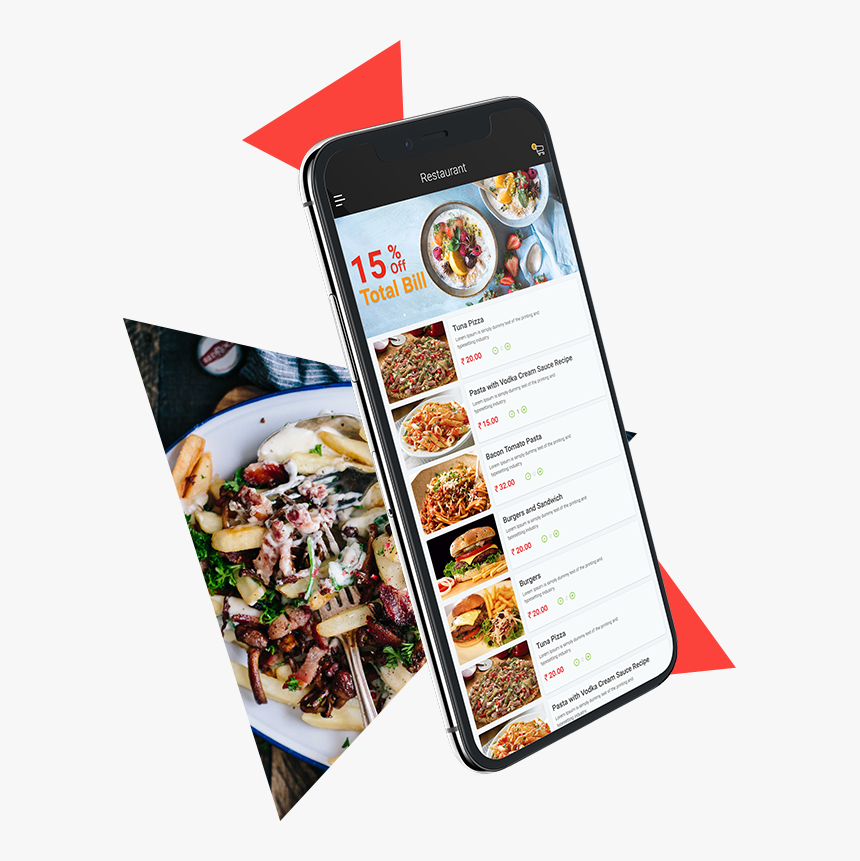 Restaurant
0
15 % Off
Total Bill
Tuna Pizza
Lorem Ipsum is simply dummy text of the printing and
typesetting industry.
₹ 20.00
0
Pasta with Vodka Cream Sauce Recipe
Lorem Ipsum is simply dummy text of the printing and
typesetting industry.
₹ 15.00
1
Bacon Tomato Pasta
Lorem Ipsum is simply dummy text of the printing and
typesetting industry.
₹ 32.00
0
Burgers and Sandwich
Lorem Ipsum is simply dummy text of the printing and
typesetting industry.
₹ 20.00
0
Burgers
Lorem Ipsum is simply dummy text of the printing and
typesetting industry.
₹ 20.00
0
Tuna Pizza
Lorem Ipsum is simply dummy text of the printing and
typesetting industry.
₹ 20.00
0
Pasta with Vodka Cream Sauce Recipe
Lorem Ipsum is simply dummy text of the printing and
typesetting industry.